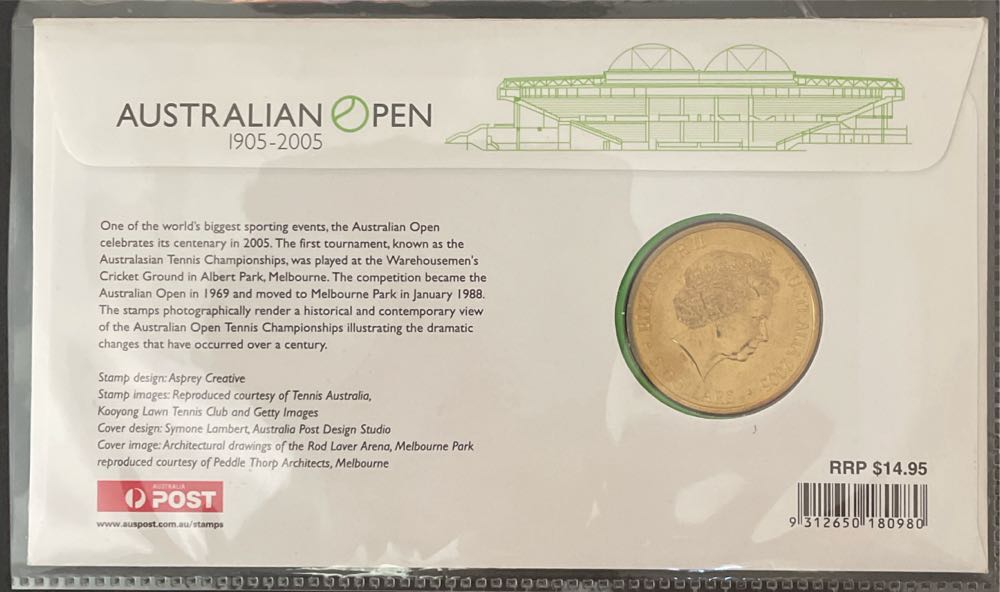 AUSTRALIAN OPEN
1905-2005
One of the world's biggest sporting events, the Australian Open
celebrates its centenary in 2005. The first tournament, known as the
Australasian Tennis Championships, was played at the Warehousemen's
Cricket Ground in Albert Park, Melbourne. The competition became the
Australian Open in 1969 and moved to Melbourne Park in January 1988.
The stamps photographically render a historical and contemporary view
of the Australian Open Tennis Championships illustrating the dramatic
changes that have occurred over a century.
Stamp design: Asprey Creative
Stamp images: Reproduced courtesy of Tennis Australia,
Kooyong Lawn Tennis Club and Getty Images
Cover design: Symone Lambert, Australia Post Design Studio
Cover image: Architectural drawings of the Rod Laver Arena, Melbourne Park
reproduced courtesy of Peddle Thorp Architects, Melbourne
AUSTRALIA
POST
www.auspost.com.au/stamps
ELIZABETH II AUSTRALIA 2005
5 DOLLARS
RRP $14.95
9 312650 180980